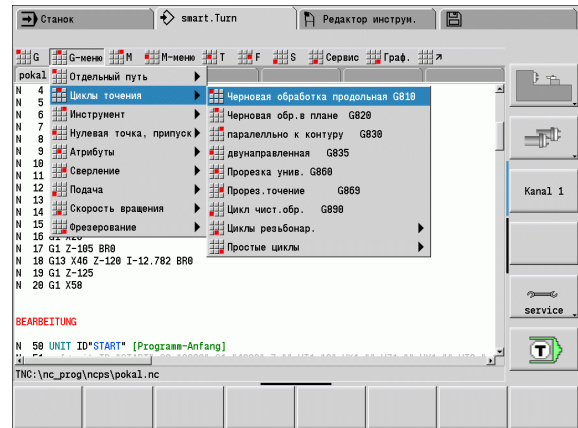 Станок smart.Turn Редактор инструм.
G G-меню M M-меню T F S Сервис Граф.
pokal
Отдельный путь
Циклы точения
Инструмент
Нулевая точка, припуск
Атрибуты
Сверление
Подача
Скорость вращения
Фрезерование
Черновая обработка продольная G810
Черновая обр.в плане G820
паралелльно к контуру G830
двунаправленная G835
Прорезка унив. G860
Прорез.точение G869
Цикл чист.обр. G890
Циклы резьбонар.
Простые циклы
N 4
N 5
N 6
N 7
N 8
N 9
N 10
N 11
N 12
N 13
N 14
N 15
N 16 G1 X20
N 17 G1 Z-105 BR0
N 18 G13 X46 Z-120 I-12.782 BR0
N 19 G1 Z-125
N 20 G1 X58
BEARBEITUNG
N 50 UNIT ID"START" [Programm-Anfang]
TNC:\nc_prog\ncps\pokal.nc
Kanal 1
service
T